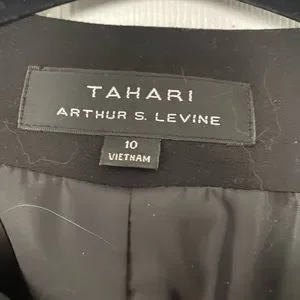 TAHARI
ARTHUR S. LEVINE
10
VIETNAM